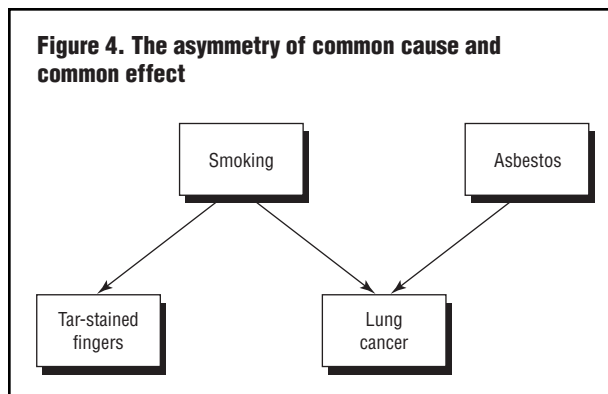 Figure 4. The asymmetry of common cause and
common effect
Smoking
Asbestos
Tar-stained
fingers
Lung
cancer